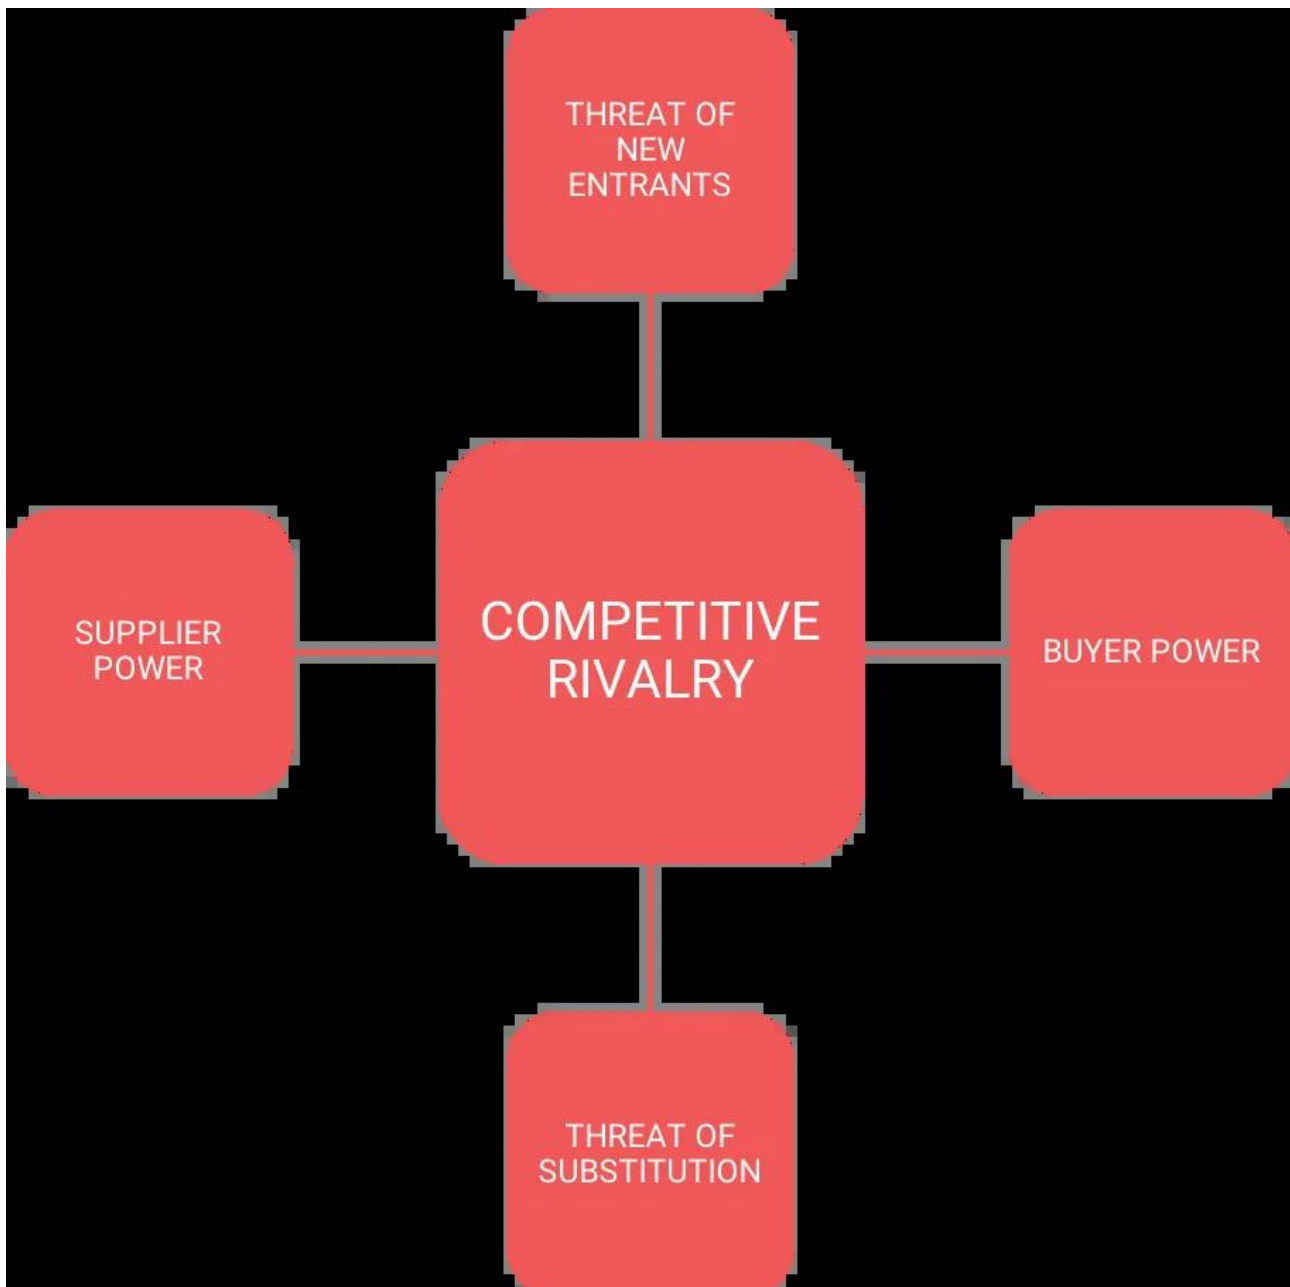 THREAT OF
NEW
ENTRANTS
SUPPLIER
POWER
COMPETITIVE
RIVALRY
BUYER POWER
THREAT OF
SUBSTITUTION